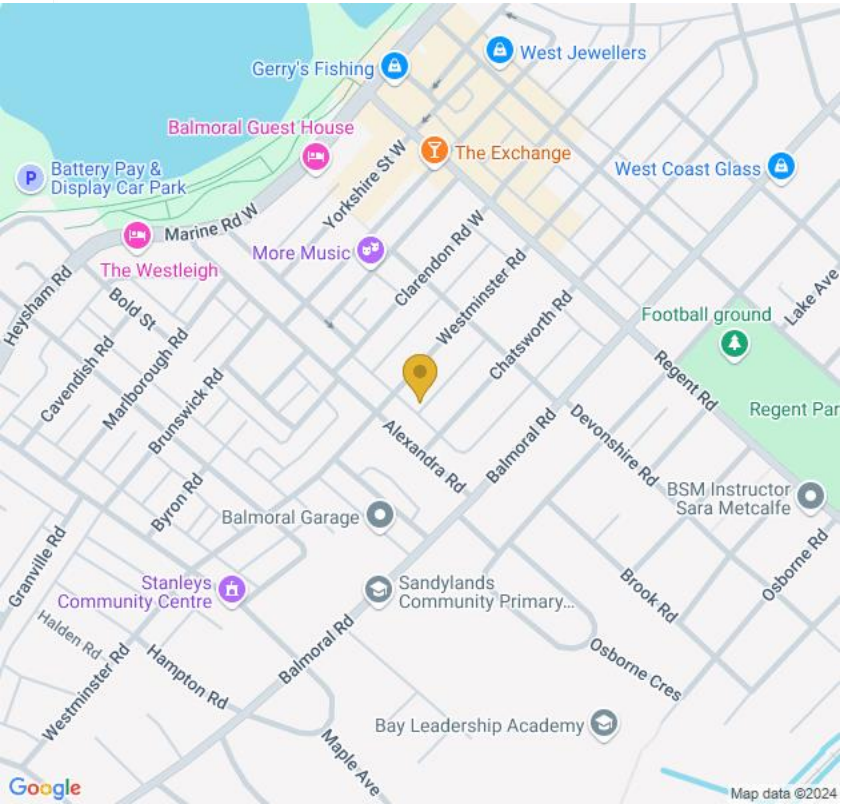 West Jewellers
Gerry's Fishing
Balmoral Guest House
Yorkshire St W
The Exchange
West Coast Glass
P
Battery Pay &
Display Car Park
Marine Rd W
More Music
Clarendon Rd W
Westminster Rd
The Westleigh
Heysham Rd
Bold St
Chatsworth Rd
Lake Ave
Football ground
Cavendish Rd
Marlborough Rd
Brunswick Rd
Regent Rd
Regent Par
Alexandra Rd
Balmoral Rd
Devonshire Rd
BSM Instructor
Sara Metcalfe
Byron Rd
Balmoral Garage
Granville Rd
Osborne Rd
Stanleys
Community Centre
Sandylands
Community Primary...
Brook Rd
Halden Rd
Hampton Rd
Balmoral Rd
Westminster Rd
Osborne Cres
Bay Leadership Academy
Maple Ave
Google
Map data ©2024